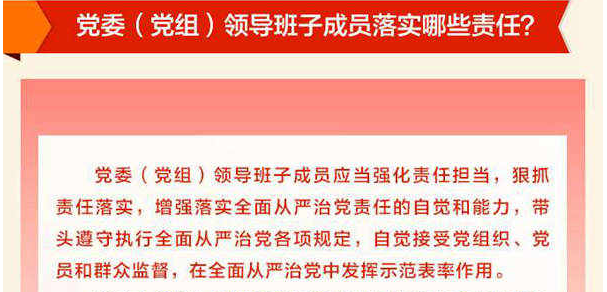 党委（党组）领导班子成员落实哪些责任?
党委（党组）领导班子成员应当强化责任担当，狠抓
责任落实，增强落实全面从严治党责任的自觉和能力，带
头遵守执行全面从严治党各项规定，自觉接受党组织、党
员和群众监督，在全面从严治党中发挥示范表率作用。